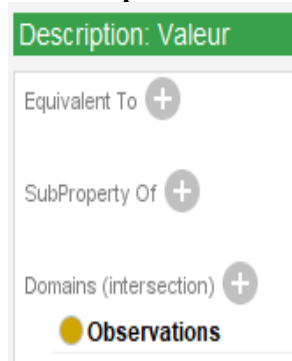 Description: Valeur
Equivalent To
SubProperty Of
Domains (intersection)
Observations